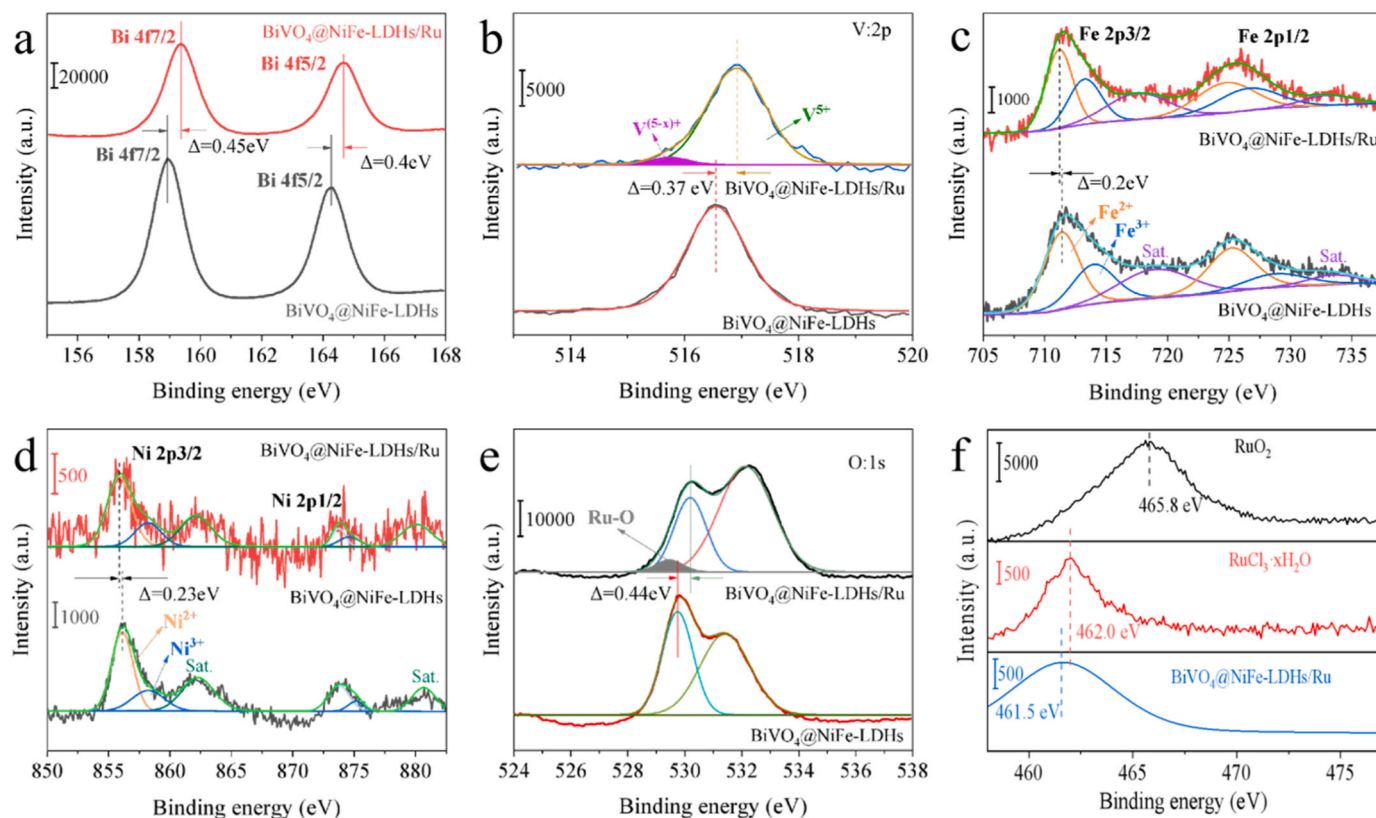 a
Bi 4f7/2
BiVO₄@NiFe-LDHs/Ru
Bi 4f5/2
20000
Δ=0.45eV
Bi 4f7/2
Δ=0.4eV
Bi 4f5/2
BiVO₄@NiFe-LDHs
Intensity (a.u.)
156 158 160 162 164 166 168
Binding energy (eV)
b
V:2p
5000
V⁵⁺
V⁽⁵⁻ˣ⁾⁺
Δ=0.37 eV
BiVO₄@NiFe-LDHs/Ru
BiVO₄@NiFe-LDHs
Intensity (a.u.)
514 516 518 520
Binding energy (eV)
c
Fe 2p3/2
Fe 2p1/2
1000
BiVO₄@NiFe-LDHs/Ru
Δ=0.2eV
Fe²⁺
Fe³⁺
Sat.
Sat.
BiVO₄@NiFe-LDHs
Intensity (a.u.)
705 711 715 720 725 730 735
Binding energy (eV)
d
Ni 2p3/2
BiVO@NiFe-LDHs/Ru
500
Ni 2p1/2
Δ=0.23eV
BiVO₄@NiFe-LDHs
1000
Ni²⁺
Ni³⁺
Sat.
Sat.
Intensity (a.u.)
850 855 860 865 870 875 880
Binding energy (eV)
e
O:1s
10000
Ru-O
Δ=0.44eV
BiVO₄@NiFe-LDHs/Ru
BiVO₄@NiFe-LDHs
Intensity (a.u.)
524 526 528 530 532 534 536 538
Binding energy (eV)
f
RuO₂
5000
465.8 eV
RuCl₃·xH₂O
500
462.0 eV
500
BiVO₄@NiFe-LDHs/Ru
461.5 eV
Intensity (a.u.)
460 465 470 475
Binding energy (eV)